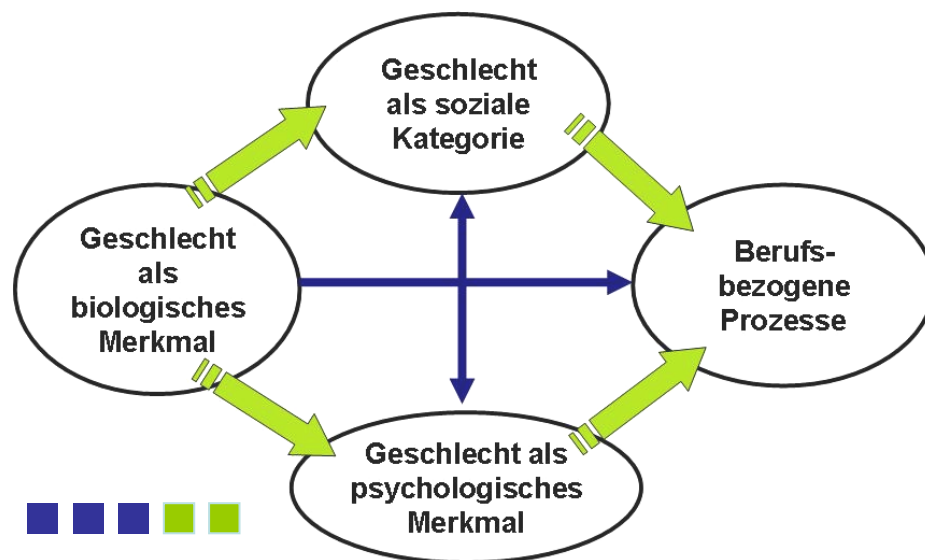 Geschlecht
als soziale
Kategorie
Geschlecht
als
biologisches
Merkmal
Berufs-
bezogene
Prozesse
Geschlecht als
psychologisches
Merkmal